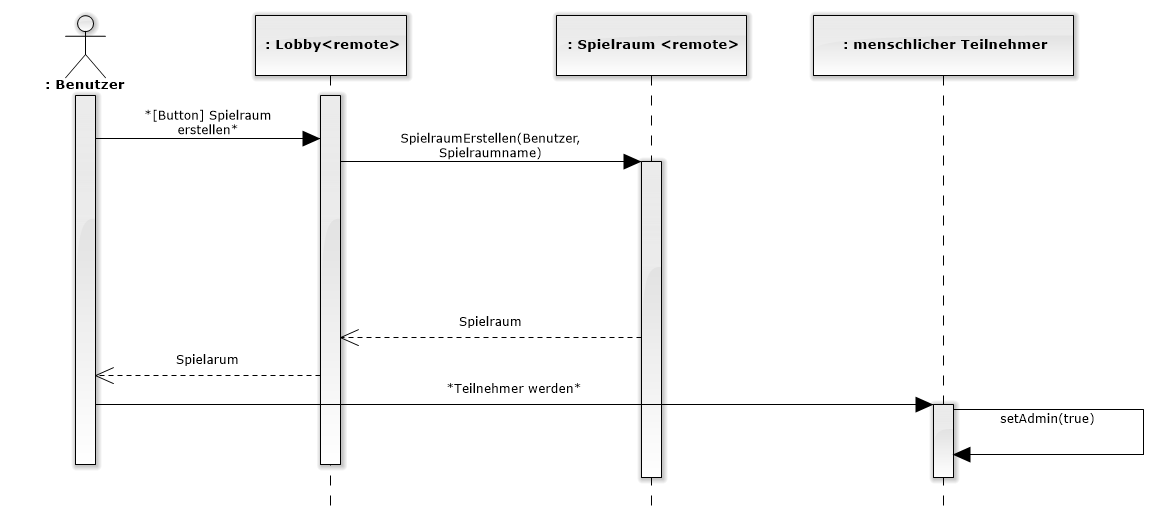 : Benutzer
: Lobby<remote>
: Spielraum <remote>
: menschlicher Teilnehmer
*[Button] Spielraum
erstellen*
SpielraumErstellen(Benutzer,
Spielraumname)
Spielraum
Spielarum
*Teilnehmer werden*
setAdmin(true)